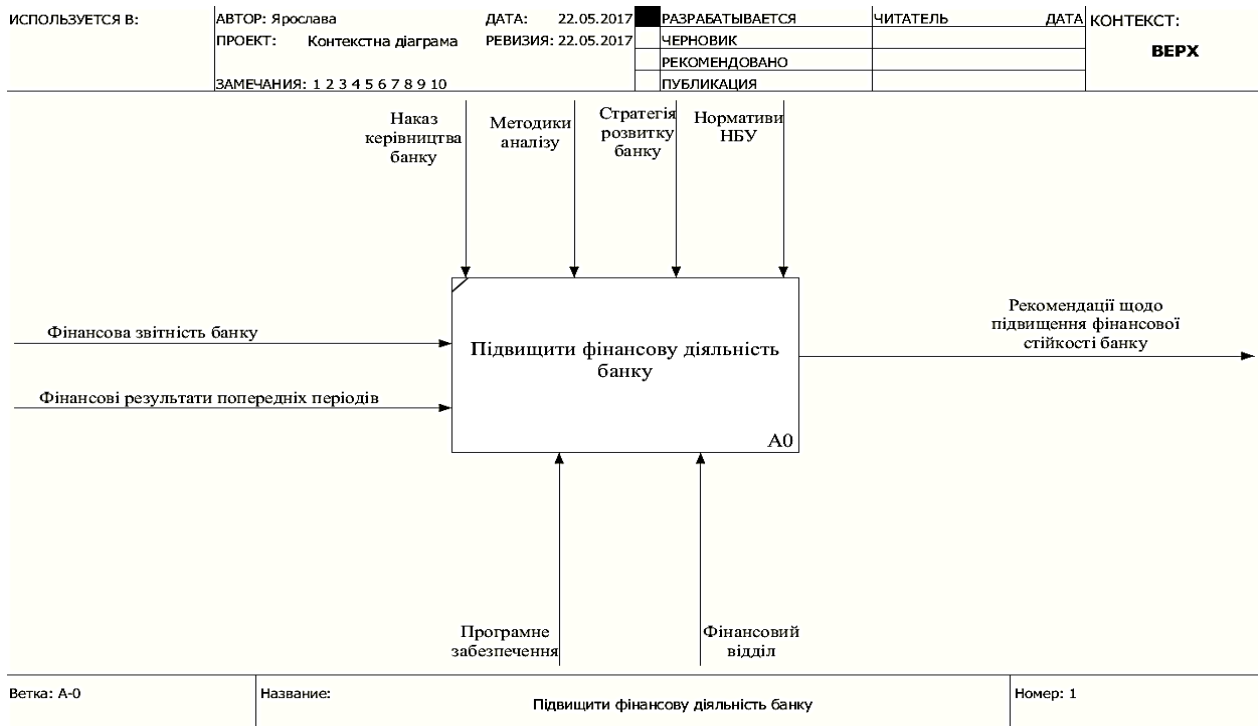 ИСПОЛЬЗУЕТСЯ В:
АВТОР: Ярослава
ДАТА: 22.05.2017
ПРОЕКТ: Контекстна діаграма
РЕВИЗИЯ: 22.05.2017
ЗАМЕЧАНИЯ: 1 2 3 4 5 6 7 8 9 10
РАЗРАБАТЫВАЕТСЯ
ЧЕРНОВИК
РЕКОМЕНДОВАНО
ПУБЛИКАЦИЯ
ЧИТАТЕЛЬ
ДАТА
КОНТЕКСТ:
ВЕРХ
Наказ
керівництва
банку
Методики
аналізу
Стратегія
розвитку
банку
Нормативи
НБУ
Фінансова звітність банку
Фінансові результати попередніх періодів
Підвищити фінансову діяльність
банку
A0
Рекомендації щодо
підвищення фінансової
стійкості банку
Програмне
забезпечення
Фінансовий
відділ
Ветка: A-0
Название:
Підвищити фінансову діяльність банку
Номер: 1